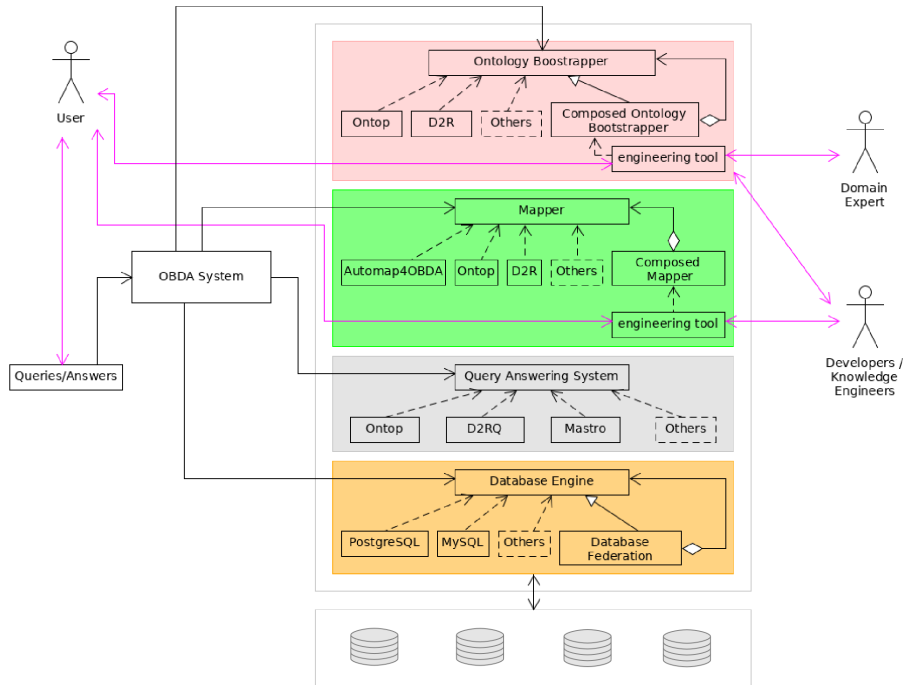 Ontology Boostrapper
Ontop
D2R
Others
Composed Ontology
Bootstrapper
engineering tool
User
Domain
Expert
Mapper
Automap4OBDA
Ontop
D2R
Others
Composed
Mapper
engineering tool
OBDA System
Queries/Answers
Developers /
Knowledge
Engineers
Query Answering System
Ontop
D2RQ
Mastro
Others
Database Engine
PostgreSQL
MySQL
Others
Database
Federation